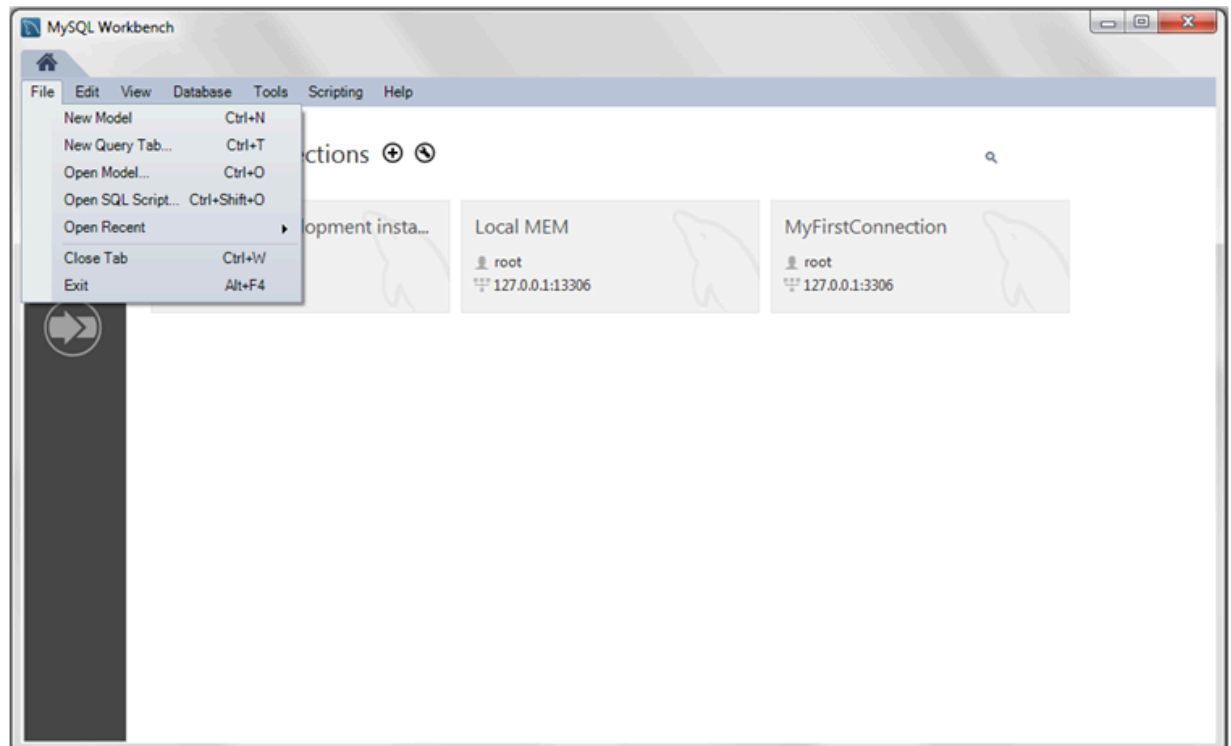 MySQL Workbench
File Edit View Database Tools Scripting Help
New Model Ctrl+N
New Query Tab... Ctrl+T
Open Model... Ctrl+O
Open SQL Script... Ctrl+Shift+O
Open Recent
Close Tab Ctrl+W
Exit Alt+F4
ctions
opment insta...
Local MEM
root
127.0.0.1:13306
MyFirstConnection
root
127.0.0.1:3306